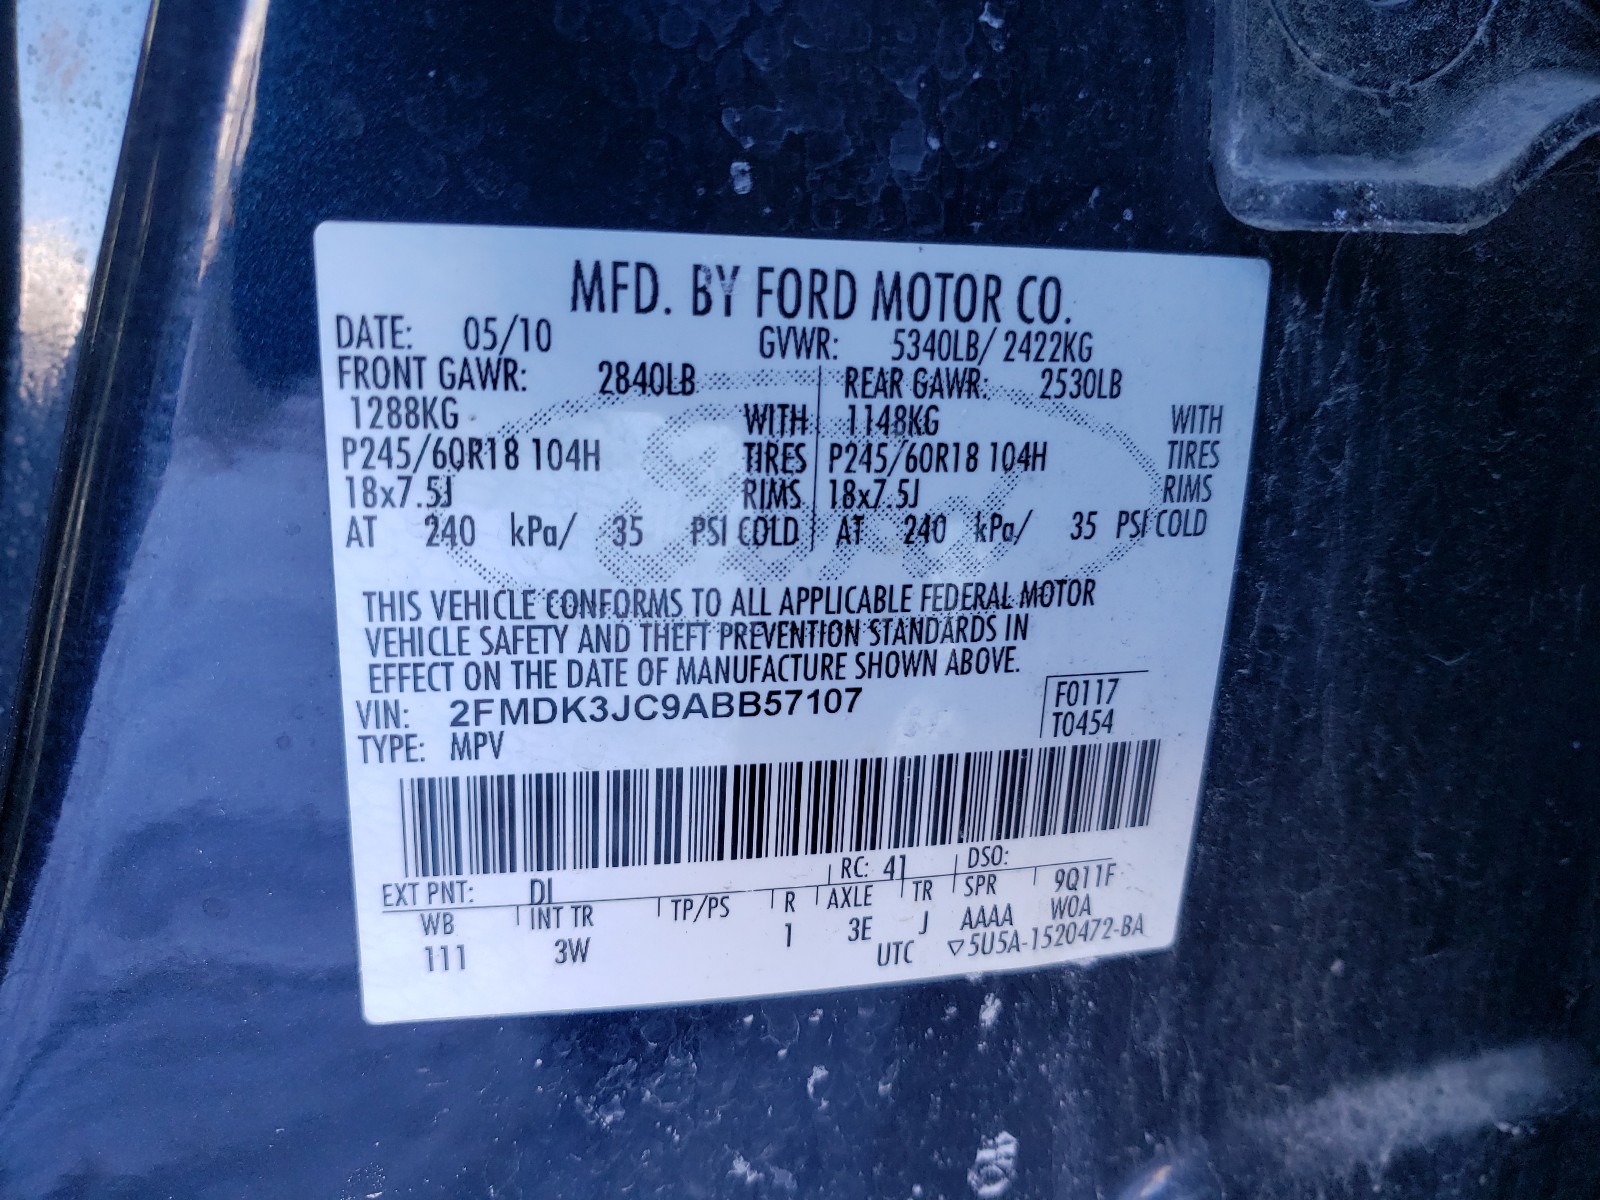 MFD. BY FORD MOTOR CO.
DATE: 05/10 GVWR: 5340LB/ 2422KG
FRONT GAWR: 2840LB REAR GAWR: 2530LB
1288KG WITH 1148KG WITH
P245/60R18 104H TIRES P245/60R18 104H TIRES
18x7.5J RIMS 18x7.5J RIMS
AT 240 kPa/ 35 PSI COLD AT 240 kPa/ 35 PSI COLD
Ford
THIS VEHICLE CONFORMS TO ALL APPLICABLE FEDERAL MOTOR
VEHICLE SAFETY AND THEFT PREVENTION STANDARDS IN
EFFECT ON THE DATE OF MANUFACTURE SHOWN ABOVE.
VIN: 2FMDK3JC9ABB57107 F0117
TYPE: MPV T0454
EXT PNT: DI RC: 41 DSO:
WB INT TR TP/PS R AXLE TR SPR 9Q11F
111 3W 1 3E J AAAA WOA
UTC ▽5U5A-1520472-BA